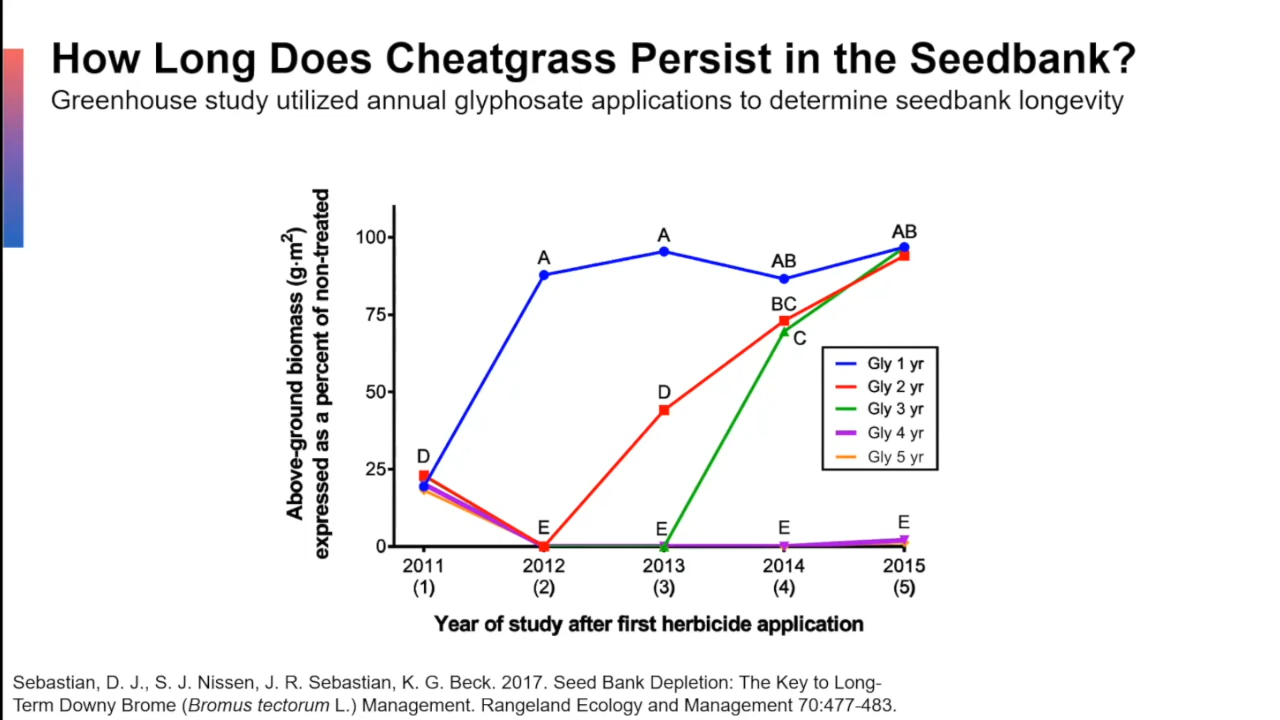 How Long Does Cheatgrass Persist in the Seedbank?
Greenhouse study utilized annual glyphosate applications to determine seedbank longevity
Above-ground biomass (g·m²)
expressed as a percent of non-treated
100
75
50
25
0
D
A
A
AB
AB
BC
C
D
E
E
E
E
Gly 1 yr
Gly 2 yr
Gly 3 yr
Gly 4 yr
Gly 5 yr
2011 2012 2013 2014 2015
(1) (2) (3) (4) (5)
Year of study after first herbicide application
Sebastian, D. J., S. J. Nissen, J. R. Sebastian, K. G. Beck. 2017. Seed Bank Depletion: The Key to Long-
Term Downy Brome (Bromus tectorum L.) Management. Rangeland Ecology and Management 70:477-483.